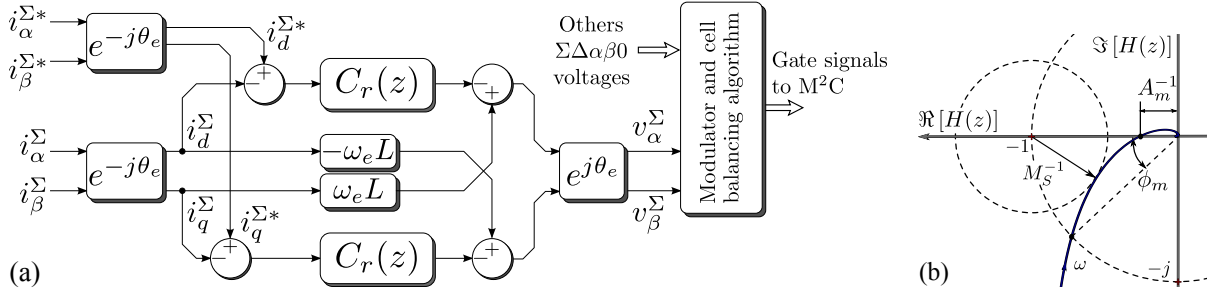 i_α^{Σ*}
i_β^{Σ*}
e^{-jθ_e}
i_d^{Σ*}
+
−
C_r(z)
−
+
Others
ΣΔαβ0
voltages
Modulator and cell
balancing algorithm
Gate signals
to M²C
i_α^Σ
i_β^Σ
e^{-jθ_e}
i_d^Σ
-ω_e L
ω_e L
e^{jθ_e}
v_α^Σ
v_β^Σ
i_q^Σ
i_q^{Σ*}
+
−
C_r(z)
−
+
(a)
ℑ[H(z)]
A_m^{-1}
ℜ[H(z)]
-1
M_S^{-1}
ϕ_m
ω
-j
(b)